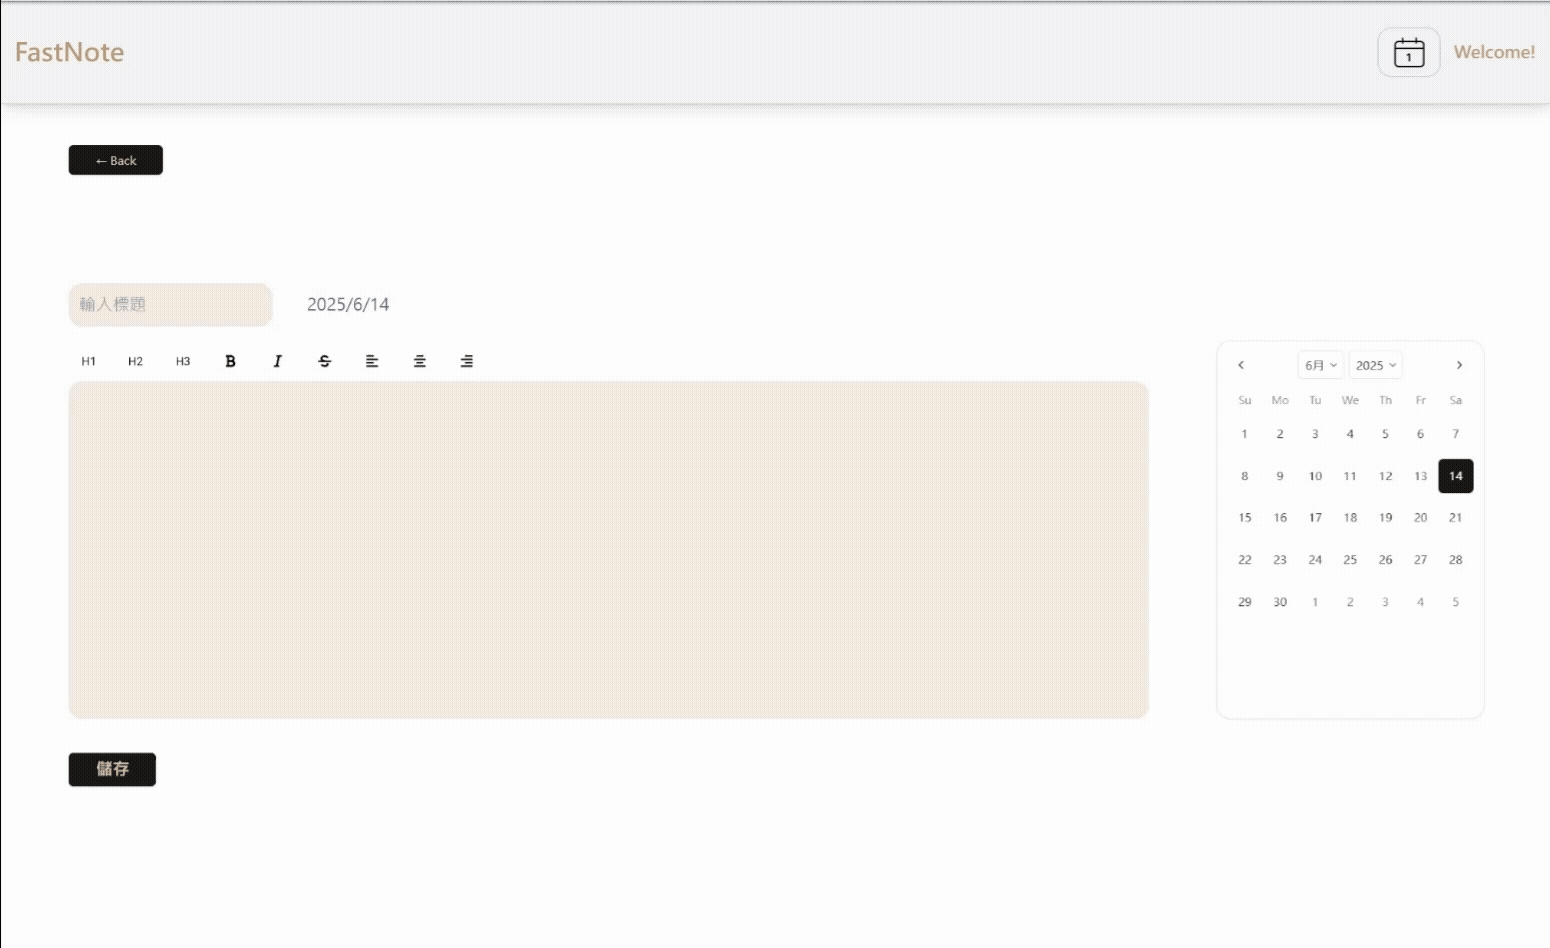 FastNote
1
Welcome!
← Back
輸入標題
2025/6/14
H1 H2 H3 B I S
6月 2025
Su Mo Tu We Th Fr Sa
1 2 3 4 5 6 7
8 9 10 11 12 13 14
15 16 17 18 19 20 21
22 23 24 25 26 27 28
29 30 1 2 3 4 5
儲存